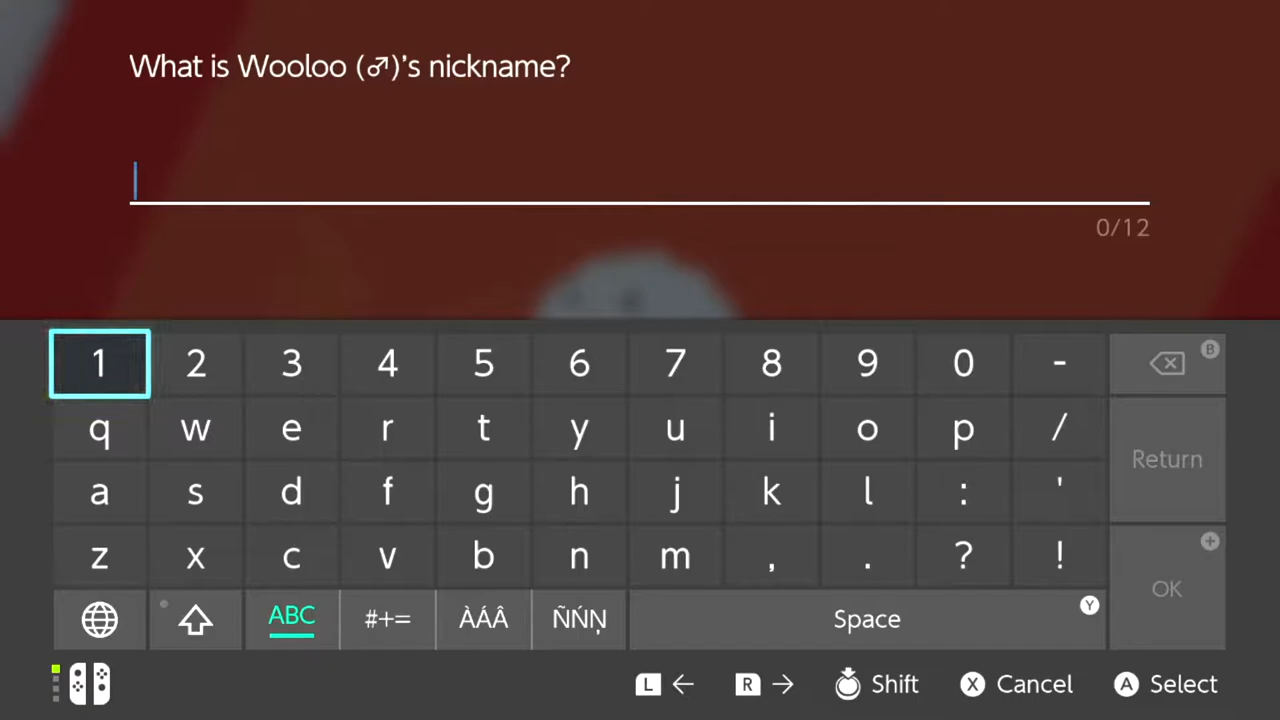 What is Wooloo (♂)'s nickname?
0/12
1 2 3 4 5 6 7 8 9 0 - B
q w e r t y u i o p / Return
a s d f g h j k l : '
z x c v b n m , . ? ! + OK
ABC #+= ÀÁÂ ÑŃŅ Space Y
L ← R → Shift X Cancel A Select